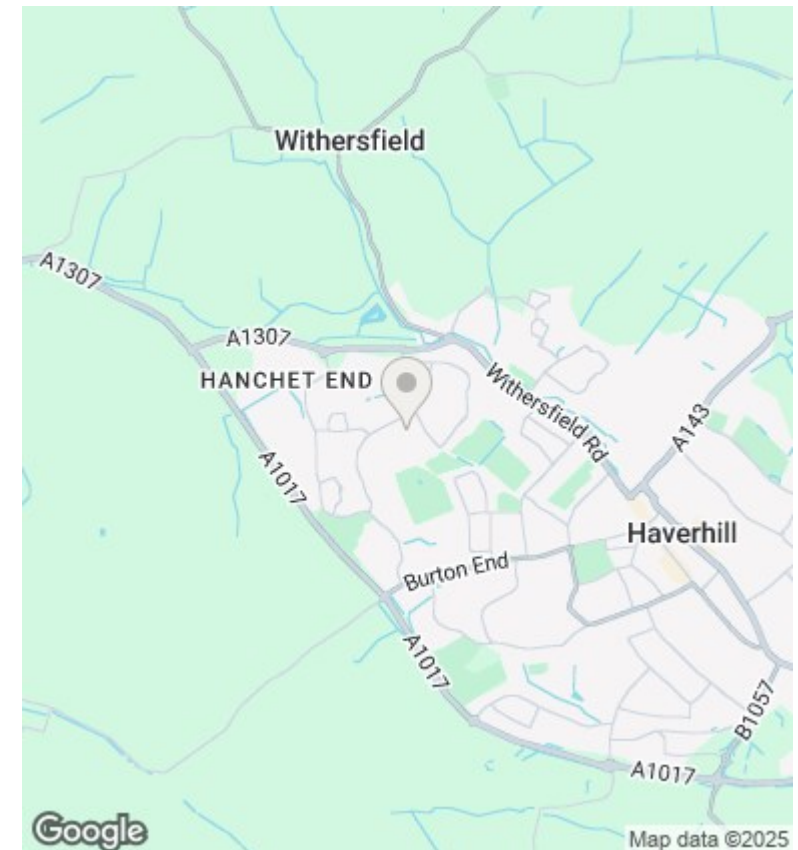 Withersfield
A1307
A1307
HANCHET END
Withersfield Rd
A143
A1017
Haverhill
Burton End
A1017
B1057
A1017
Google
Map data ©2025